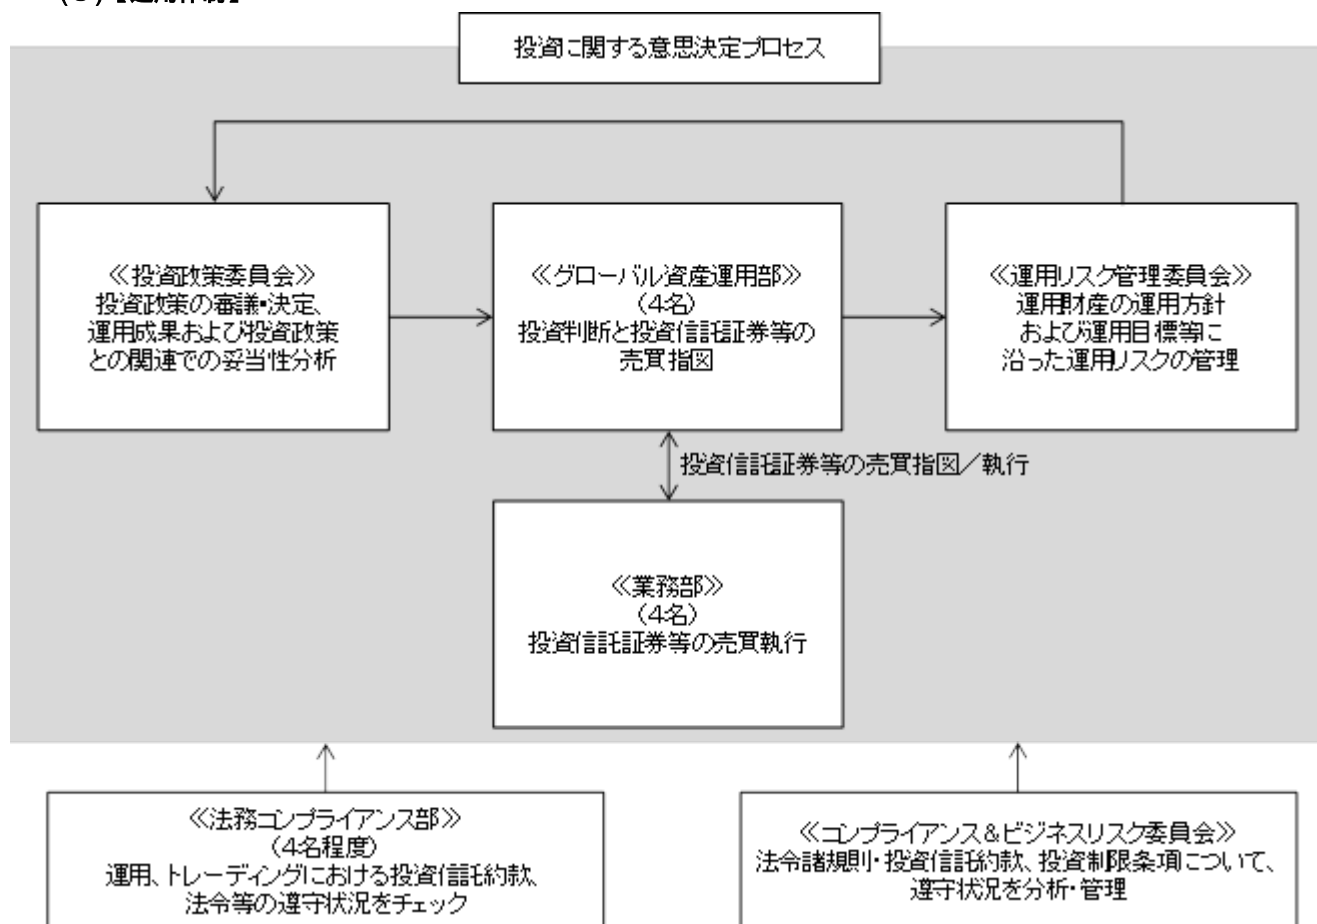 投資に関する意思決定プロセス
≪投資政策委員会≫
投資政策の審議・決定、
運用成果および投資政策
との関連での妥当性分析
≪グローバル資産運用部≫
(4名)
投資判断と投資信託証券等の
売買指図
≪運用リスク管理委員会≫
運用財産の運用方針
および運用目標等に
沿った運用リスクの管理
投資信託証券等の売買指図/執行
≪業務部≫
(4名)
投資信託証券等の売買執行
≪法務コンプライアンス部≫
(4名程度)
運用、トレーディングにおける投資信託約款、
法令等の遵守状況をチェック
≪コンプライアンス&ビジネスリスク委員会≫
法令諸規則・投資信託約款、投資制限条項について、
遵守状況を分析・管理